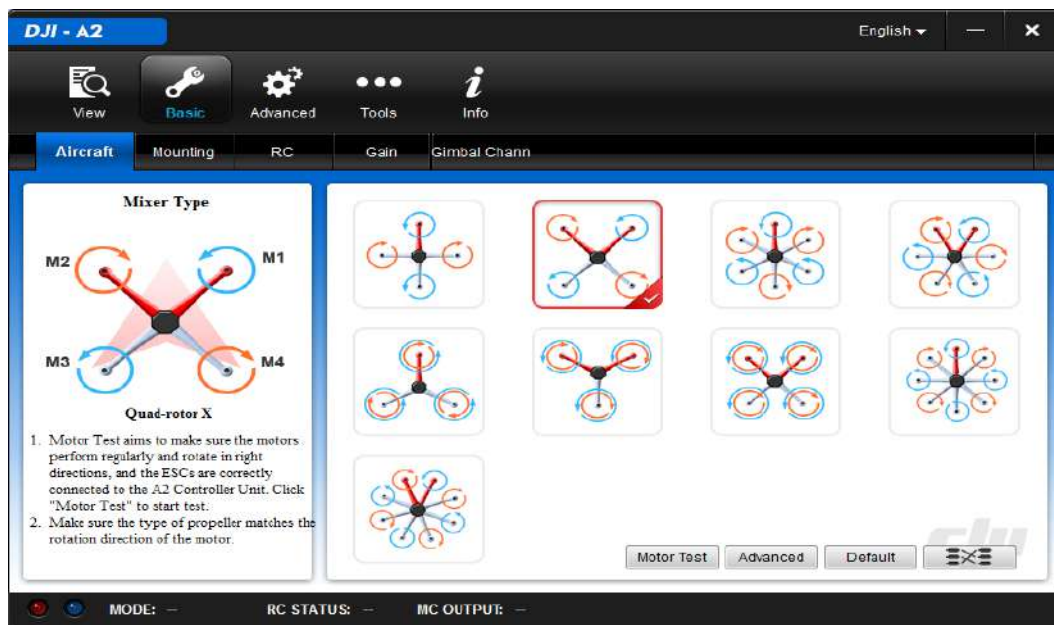 DJI - A2
English
View
Basic
Advanced
Tools
Info
Aircraft
Mounting
RC
Gain
Gimbal Chann
Mixer Type
M2
M1
M3
M4
Quad-rotor X
1. Motor Test aims to make sure the motors
perform regularly and rotate in right
directions, and the ESCs are correctly
connected to the A2 Controller Unit. Click
"Motor Test" to start test.
2. Make sure the type of propeller matches the
rotation direction of the motor.
dji
Motor Test
Advanced
Default
MODE: –
RC STATUS: –
MC OUTPUT: –